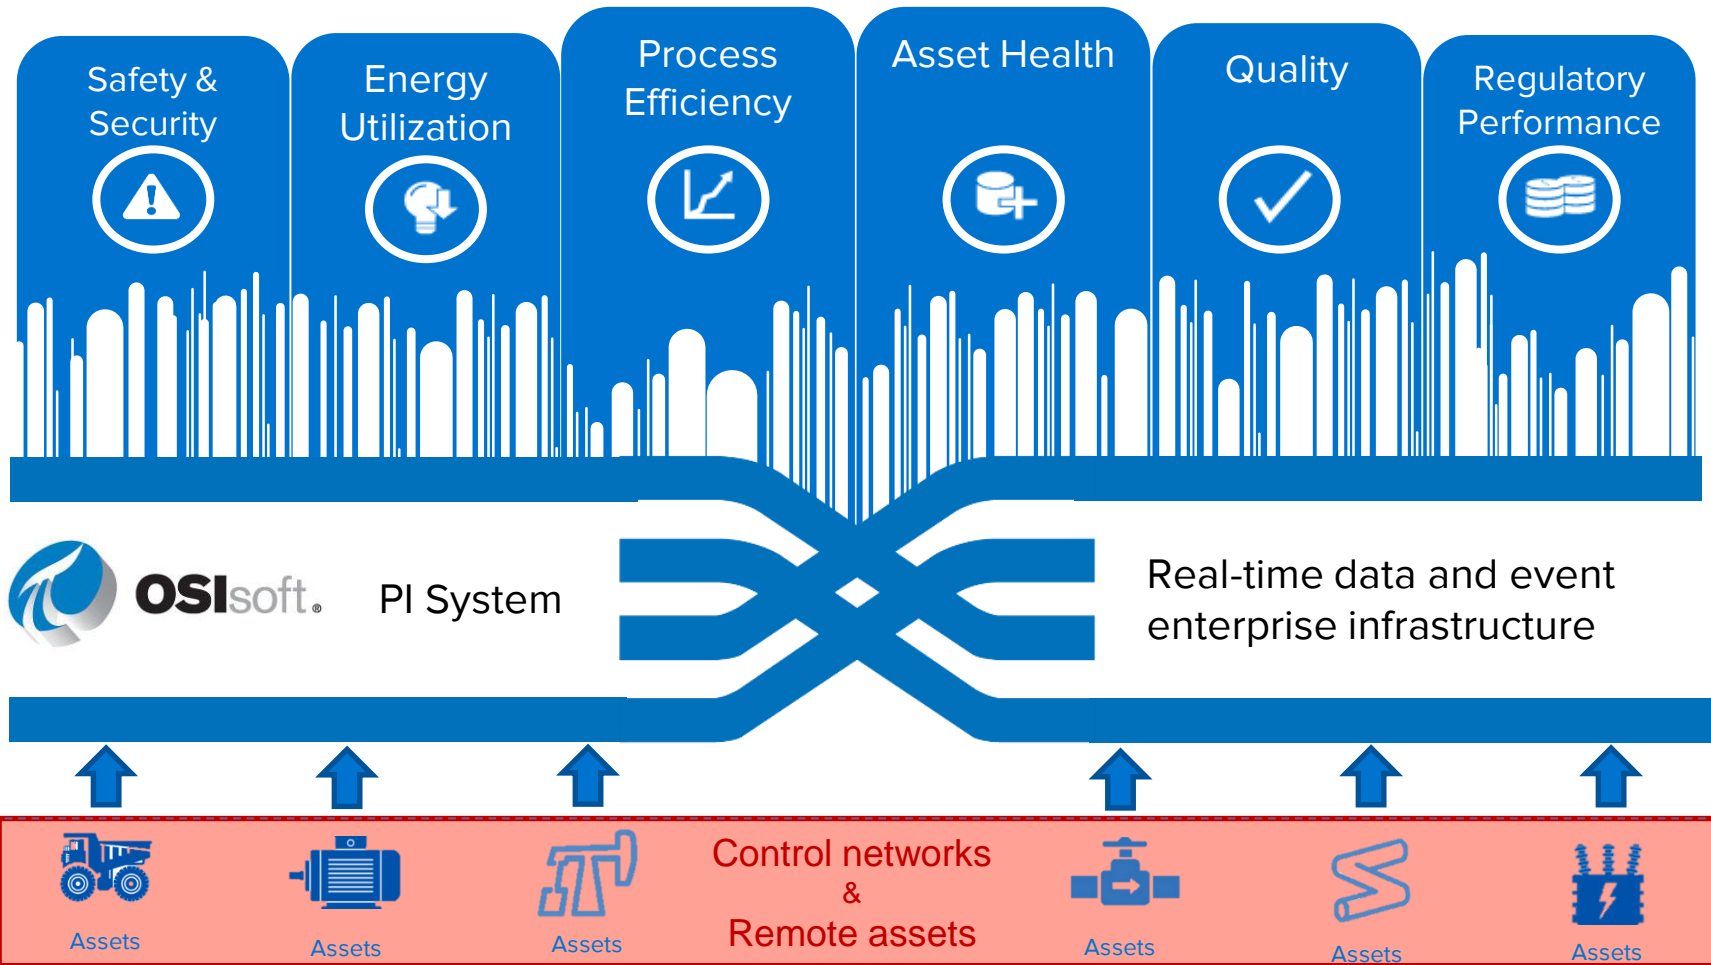 Safety &
Security
Energy
Utilization
Process
Efficiency
Asset Health
Quality
Regulatory
Performance
OSIsoft®
PI System
Real-time data and event
enterprise infrastructure
Control networks
&
Remote assets
Assets
Assets
Assets
Assets
Assets
Assets